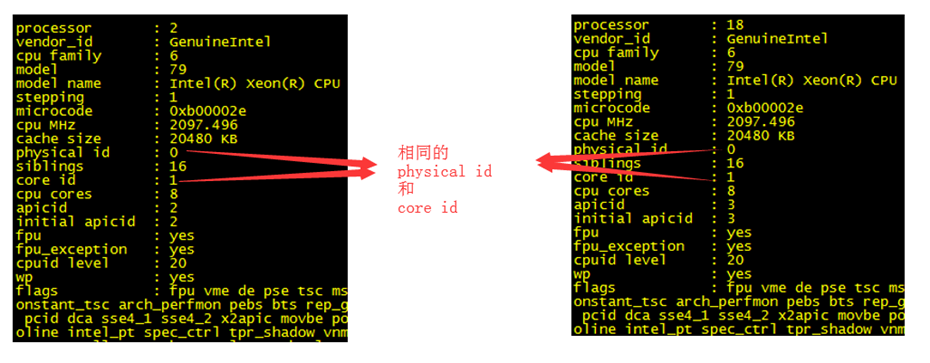 processor : 2
vendor_id : GenuineIntel
cpu family : 6
model : 79
model name : Intel(R) Xeon(R) CPU
stepping : 1
microcode : 0xb00002e
cpu MHz : 2097.496
cache size : 20480 KB
physical id : 0
siblings : 16
core id : 1
cpu cores : 8
apicid : 2
initial apicid : 2
fpu : yes
fpu_exception : yes
cpuid level : 20
wp : yes
flags : fpu vme de pse tsc ms
onstant_tsc arch_perfmon pebs bts rep_g
pcid dca sse4_1 sse4_2 x2apic movbe po
oline intel_pt spec_ctrl tpr_shadow vnm
相同的
physical id
和
core id
processor : 18
vendor_id : GenuineIntel
cpu family : 6
model : 79
model name : Intel(R) Xeon(R) CPU
stepping : 1
microcode : 0xb00002e
cpu MHz : 2097.496
cache size : 20480 KB
physical id : 0
siblings : 16
core id : 1
cpu cores : 8
apicid : 3
initial apicid : 3
fpu : yes
fpu_exception : yes
cpuid level : 20
wp : yes
flags : fpu vme de pse tsc ms
onstant_tsc arch_perfmon pebs bts rep_g
pcid dca sse4_1 sse4_2 x2apic movbe po
oline intel_pt spec_ctrl tpr_shadow vnm